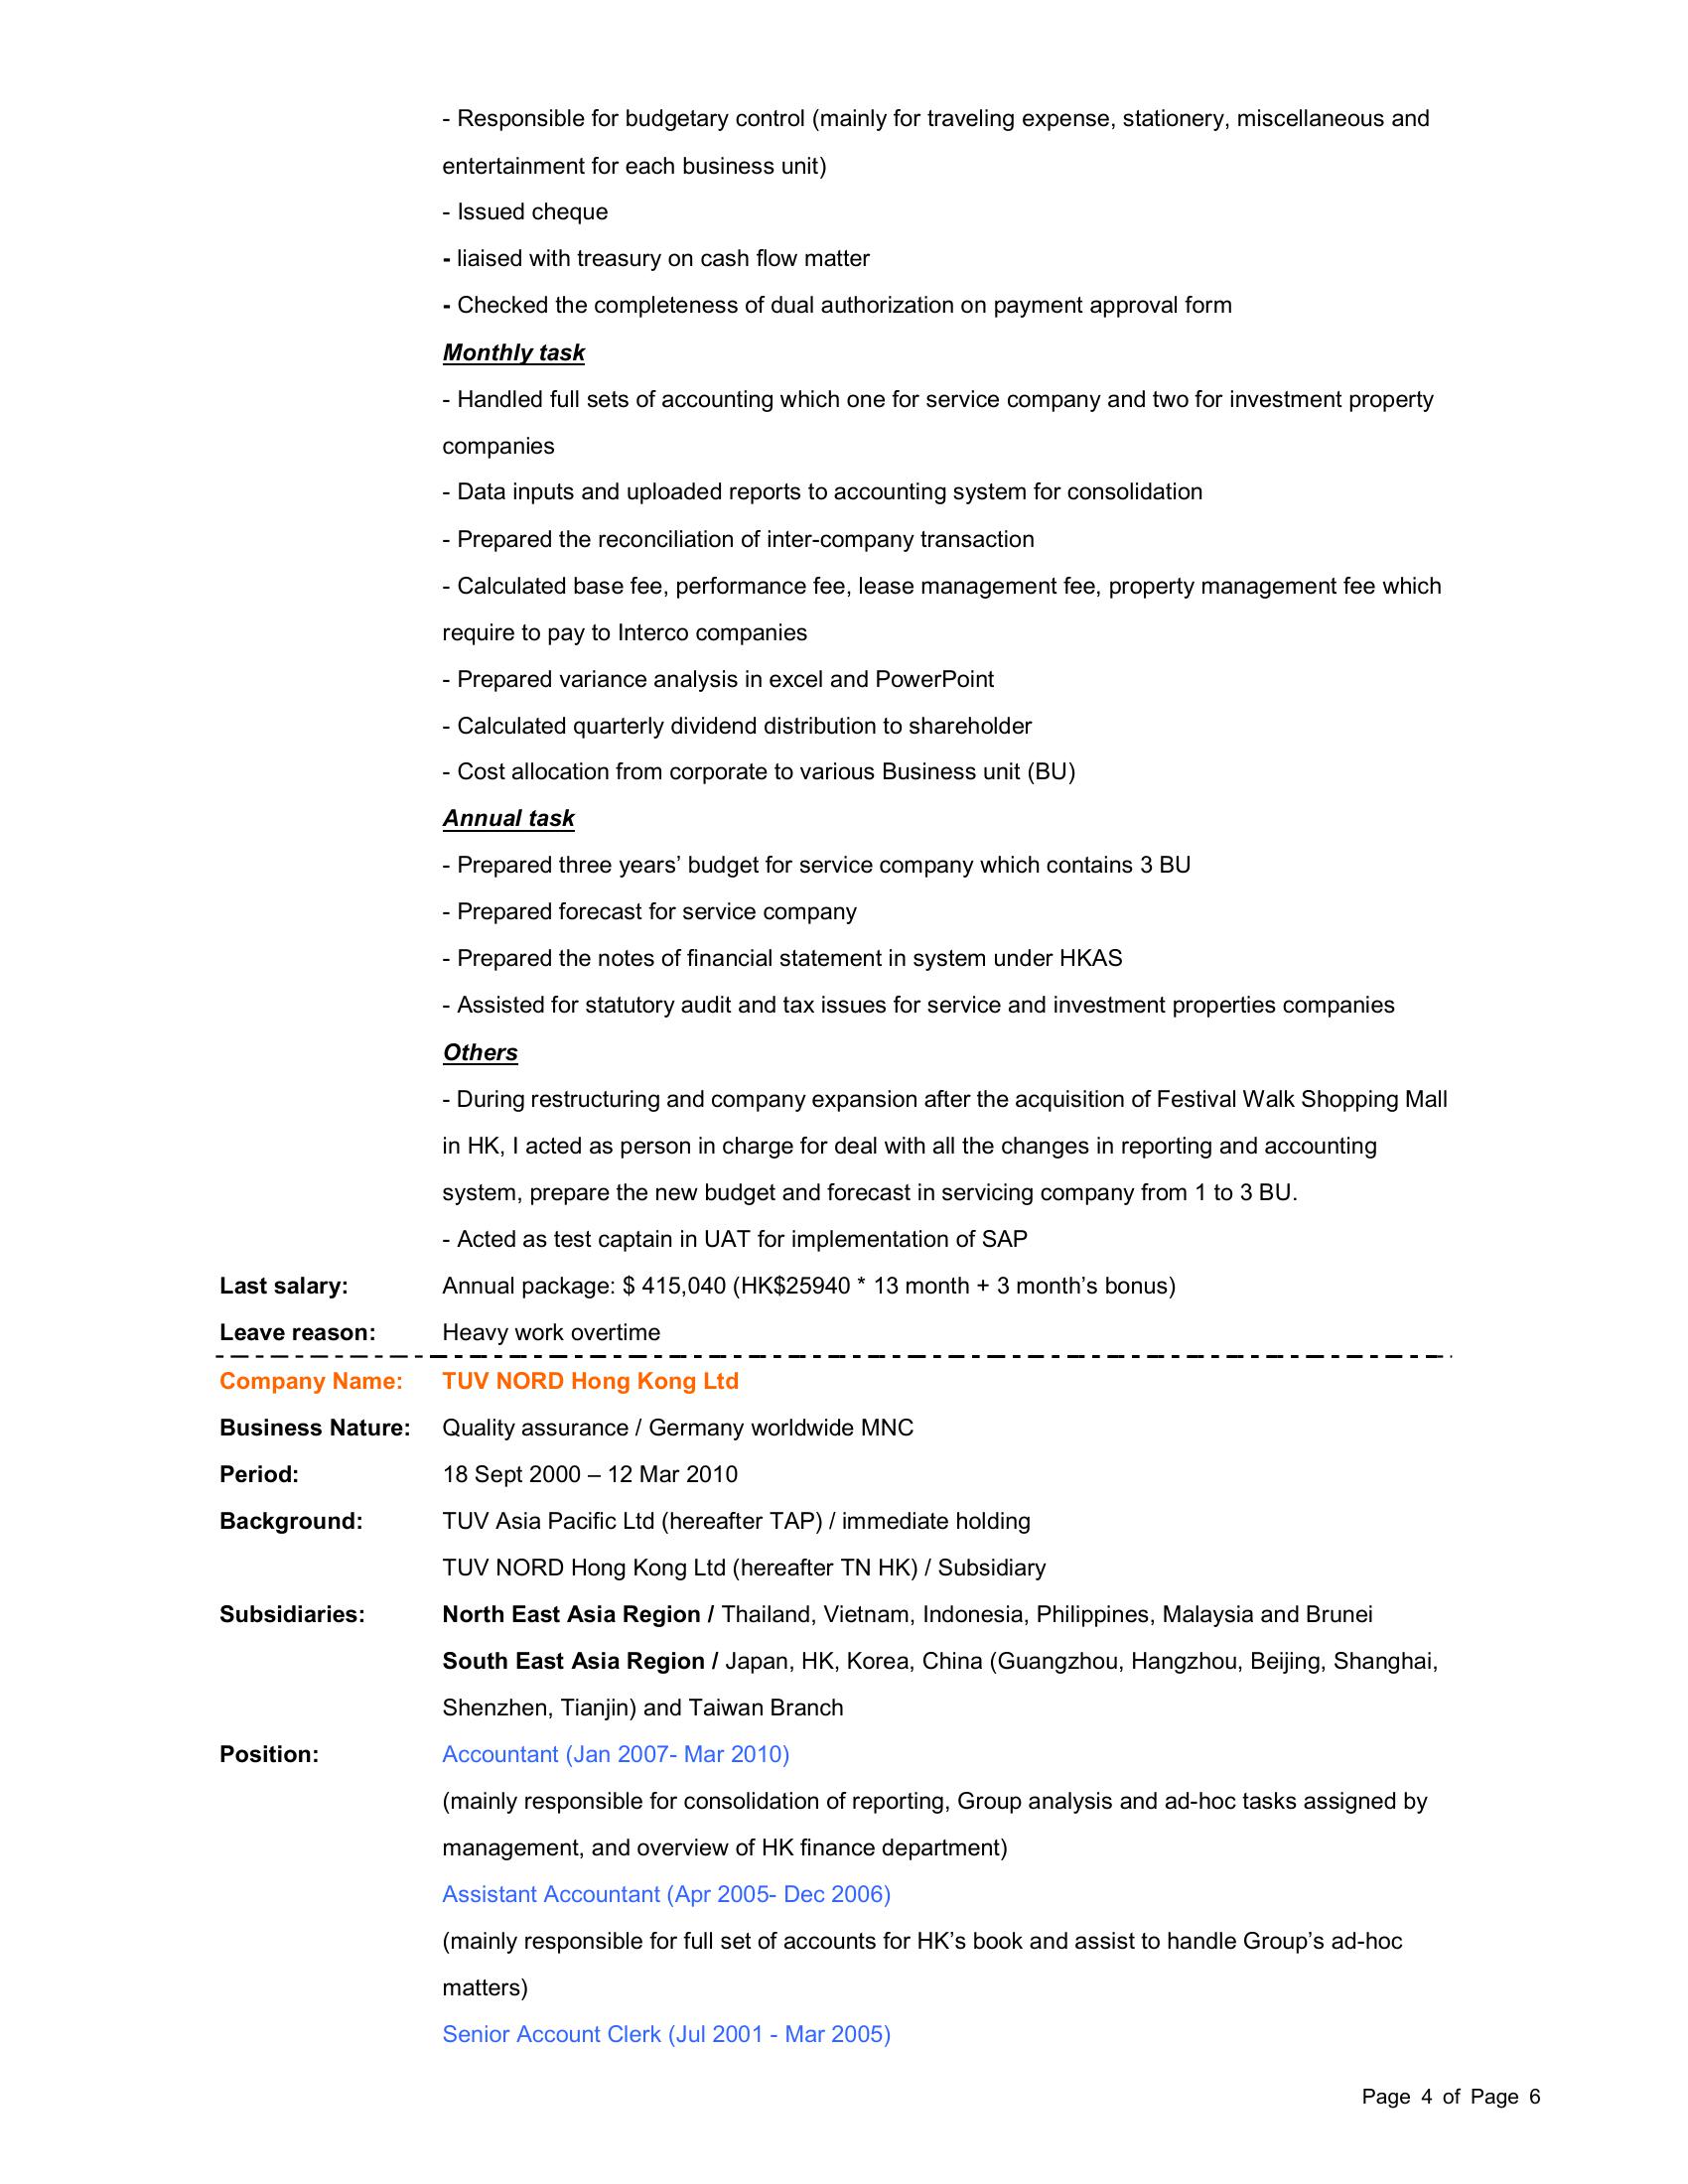 - Responsible for budgetary control (mainly for traveling expense, stationery, miscellaneous and
entertainment for each business unit)
- Issued cheque
- liaised with treasury on cash flow matter
- Checked the completeness of dual authorization on payment approval form
Monthly task
- Handled full sets of accounting which one for service company and two for investment property
companies
- Data inputs and uploaded reports to accounting system for consolidation
- Prepared the reconciliation of inter-company transaction
- Calculated base fee, performance fee, lease management fee, property management fee which
require to pay to Interco companies
- Prepared variance analysis in excel and PowerPoint
- Calculated quarterly dividend distribution to shareholder
- Cost allocation from corporate to various Business unit (BU)
Annual task
- Prepared three years’ budget for service company which contains 3 BU
- Prepared forecast for service company
- Prepared the notes of financial statement in system under HKAS
- Assisted for statutory audit and tax issues for service and investment properties companies
Others
- During restructuring and company expansion after the acquisition of Festival Walk Shopping Mall
in HK, I acted as person in charge for deal with all the changes in reporting and accounting
system, prepare the new budget and forecast in servicing company from 1 to 3 BU.
- Acted as test captain in UAT for implementation of SAP
Last salary: Annual package: $ 415,040 (HK$25940 * 13 month + 3 month’s bonus)
Leave reason: Heavy work overtime
Company Name: TUV NORD Hong Kong Ltd
Business Nature: Quality assurance / Germany worldwide MNC
Period: 18 Sept 2000 – 12 Mar 2010
Background: TUV Asia Pacific Ltd (hereafter TAP) / immediate holding
TUV NORD Hong Kong Ltd (hereafter TN HK) / Subsidiary
Subsidiaries: North East Asia Region / Thailand, Vietnam, Indonesia, Philippines, Malaysia and Brunei
South East Asia Region / Japan, HK, Korea, China (Guangzhou, Hangzhou, Beijing, Shanghai,
Shenzhen, Tianjin) and Taiwan Branch
Position: Accountant (Jan 2007- Mar 2010)
(mainly responsible for consolidation of reporting, Group analysis and ad-hoc tasks assigned by
management, and overview of HK finance department)
Assistant Accountant (Apr 2005- Dec 2006)
(mainly responsible for full set of accounts for HK’s book and assist to handle Group’s ad-hoc
matters)
Senior Account Clerk (Jul 2001 - Mar 2005)
Page 4 of Page 6